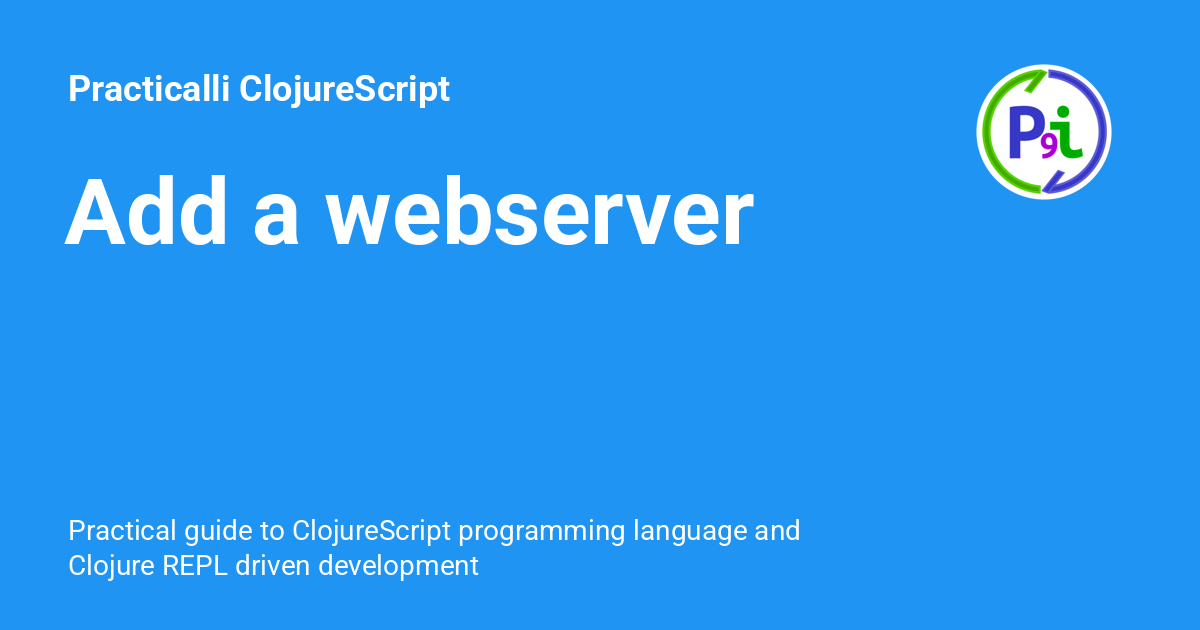 Practicalli ClojureScript
P9i
Add a webserver
Practical guide to ClojureScript programming language and
Clojure REPL driven development